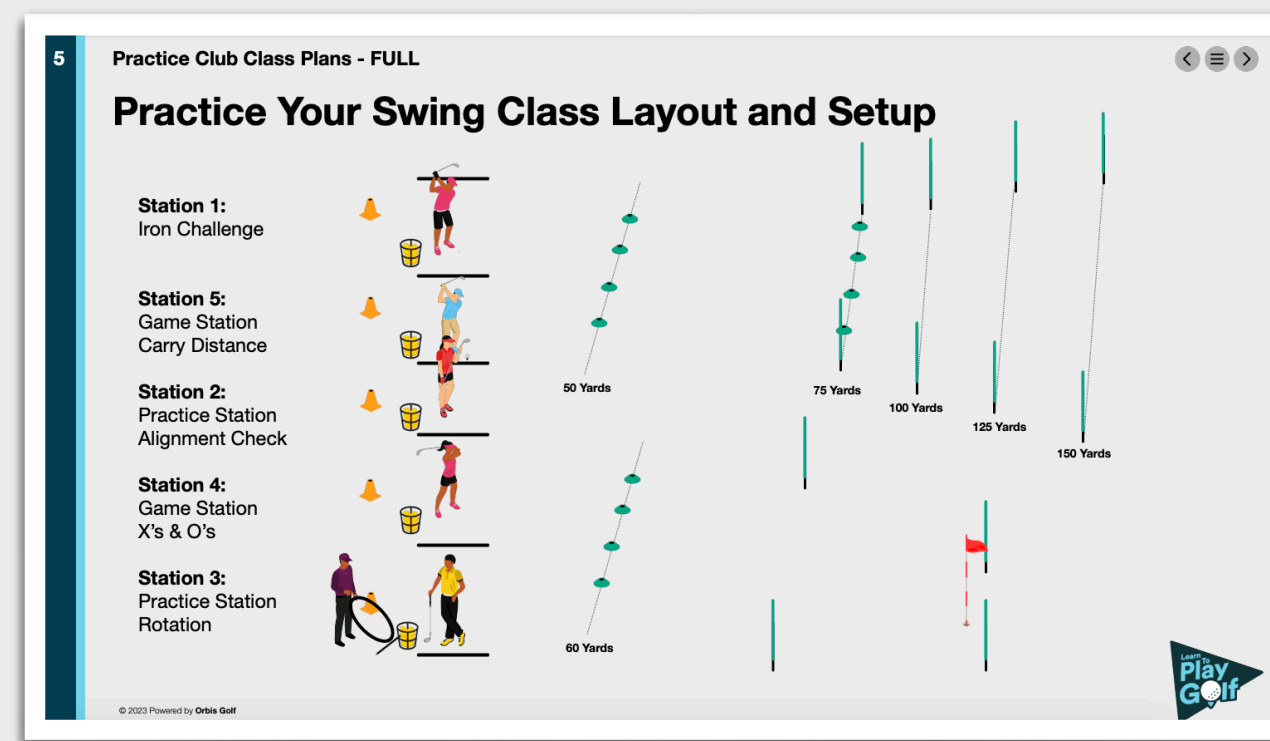 5
Practice Club Class Plans - FULL
Practice Your Swing Class Layout and Setup
Station 1:
Iron Challenge
Station 5:
Game Station
Carry Distance
Station 2:
Practice Station
Alignment Check
Station 4:
Game Station
X’s & O’s
Station 3:
Practice Station
Rotation
50 Yards
75 Yards
100 Yards
125 Yards
150 Yards
60 Yards
© 2023 Powered by Orbis Golf
Learn To
Play
Golf